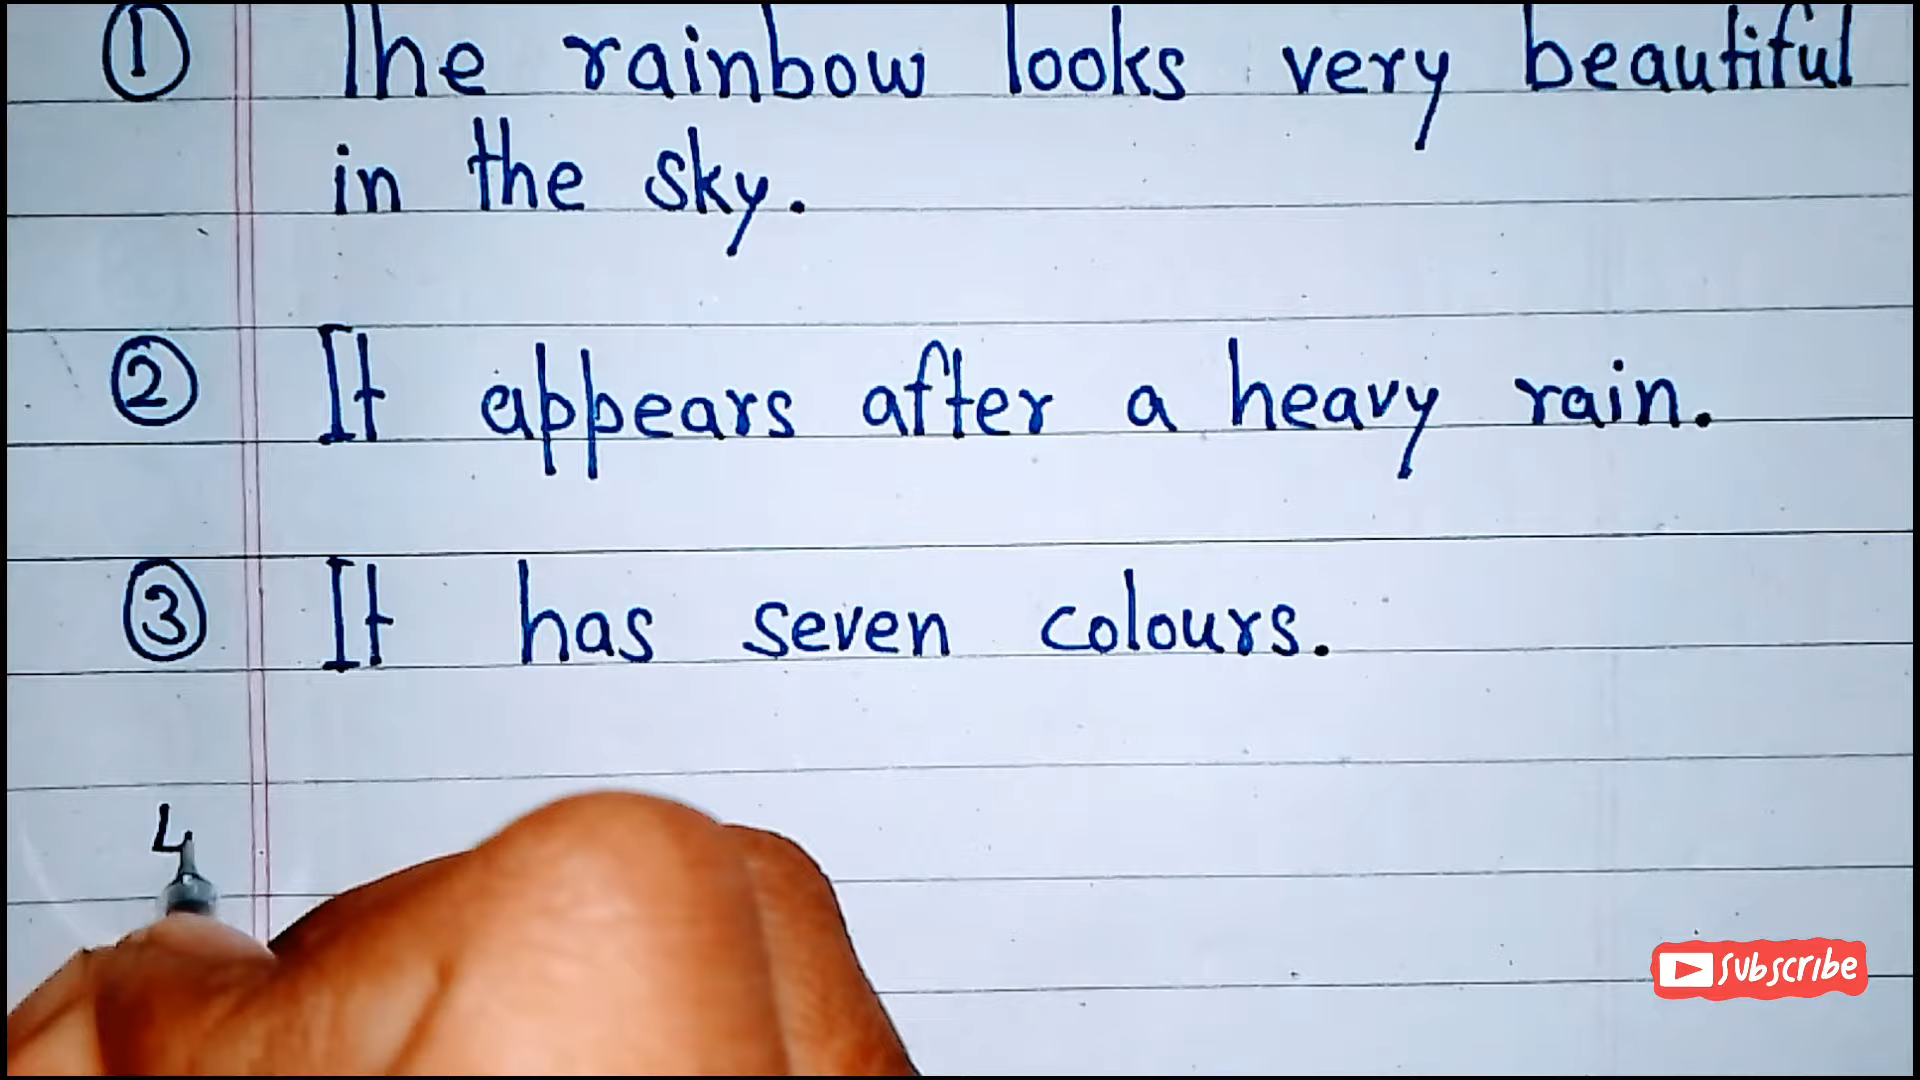 ① The rainbow looks very beautiful
in the sky.
② It appears after a heavy rain.
③ It has seven colours.
4
Subscribe